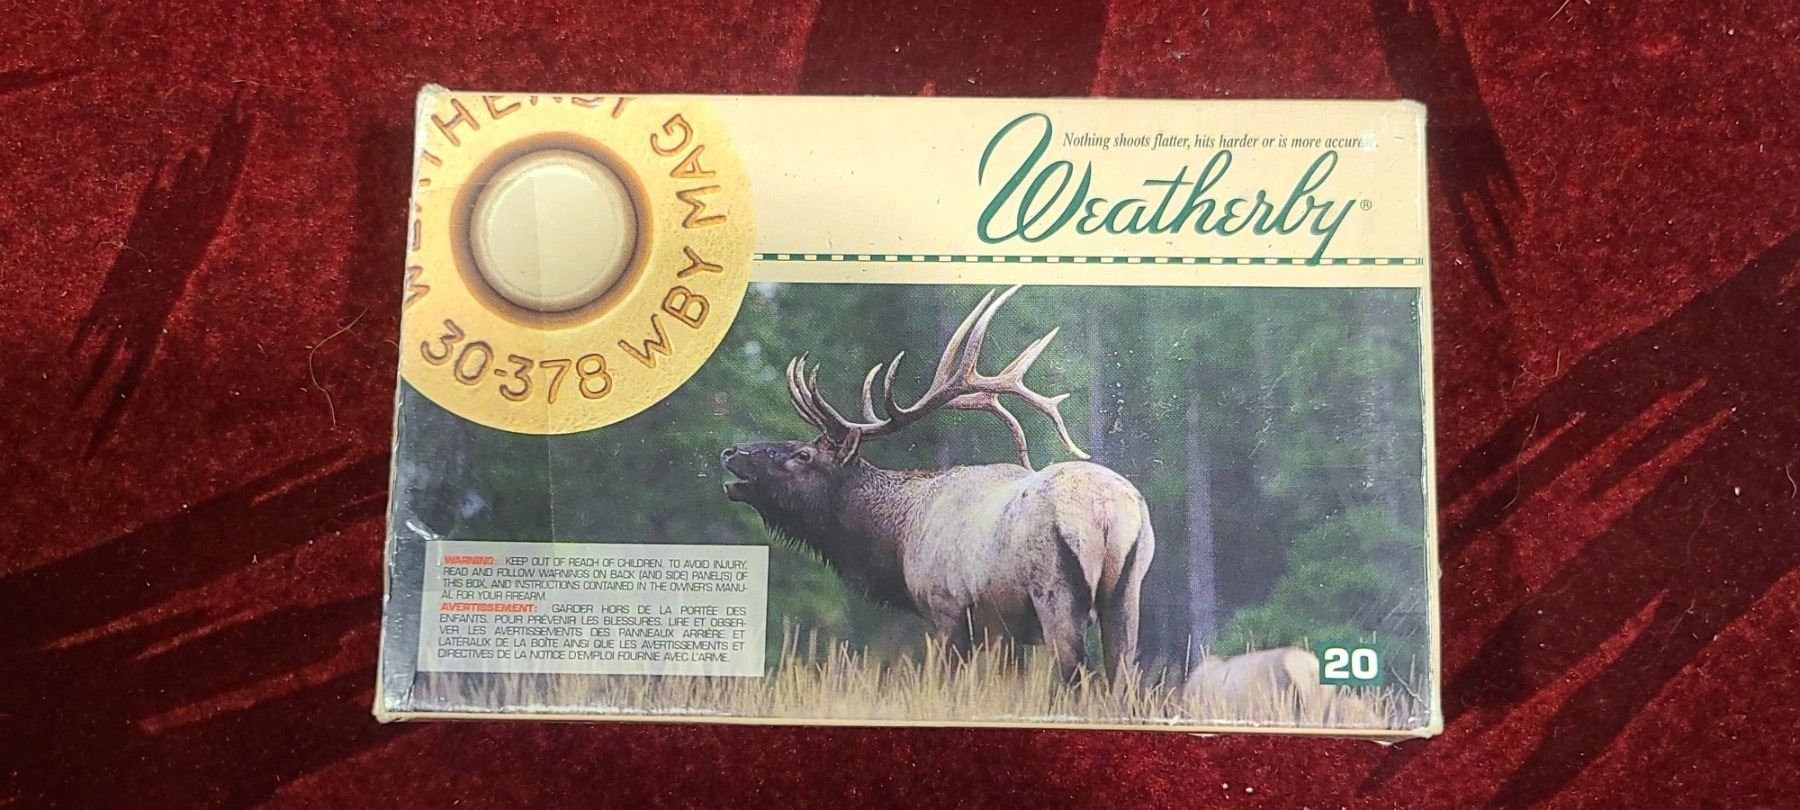 WBY MAG
30-378
Nothing shoots flatter, hits harder or is more
Weatherby®
WARNING: KEEP OUT OF REACH OF CHILDREN. TO AVOID INJURY,
READ AND FOLLOW WARNINGS ON BACK (AND SIDE) PANEL(S) OF
THIS BOX, AND INSTRUCTIONS CONTAINED IN THE OWNER'S MANU-
AL FOR YOUR FIREARM.
AVERTISSEMENT: GARDER HORS DE LA PORTÉE DES
ENFANTS. POUR PRÉVENIR LES BLESSURES, LIRE ET OBSER-
VER LES AVERTISSEMENTS DES PANNEAUX ARRIÈRE ET
LATÉRAUX DE LA BOÎTE AINSI QUE LES AVERTISSEMENTS ET
DIRECTIVES DE LA NOTICE D'EMPLOI FOURNIE AVEC L'ARME.
20